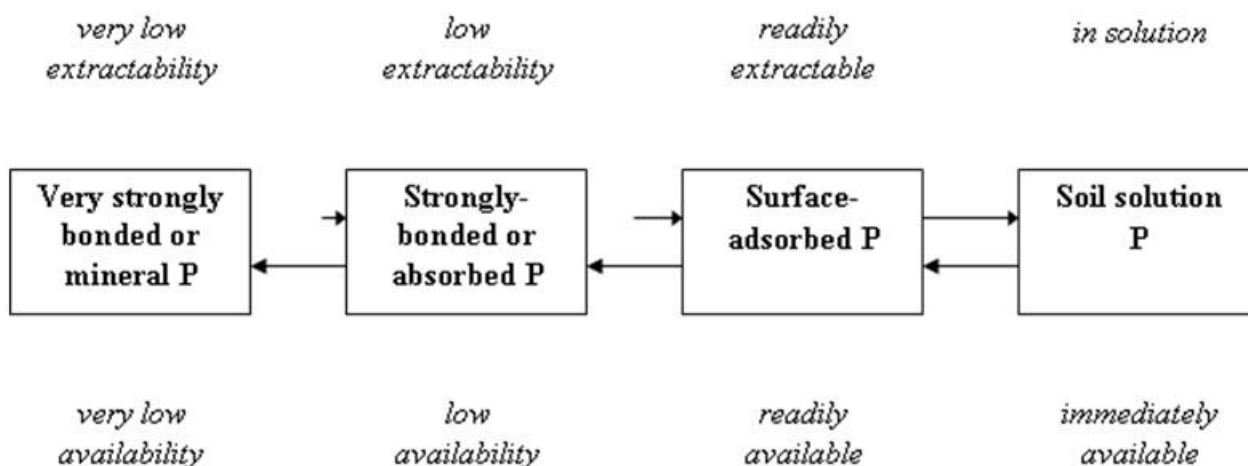 very low
extractability
low
extractability
readily
extractable
in solution
Very strongly
bonded or
mineral P
Strongly-
bonded or
absorbed P
Surface-
adsorbed P
Soil solution
P
very low
availability
low
availability
readily
available
immediately
available